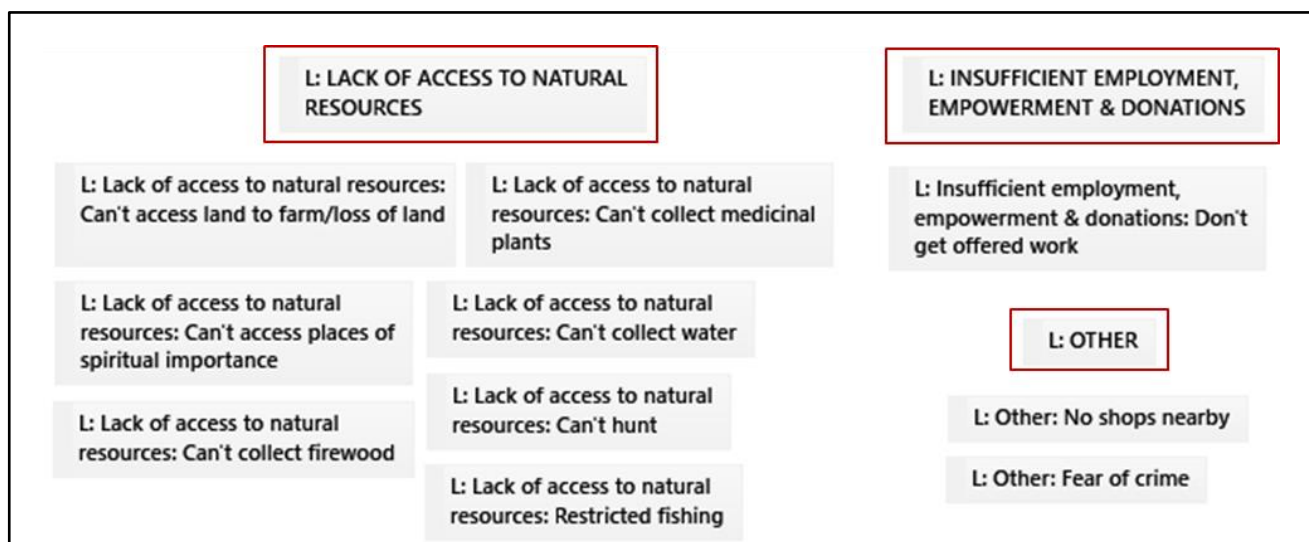 L: LACK OF ACCESS TO NATURAL
RESOURCES
L: Lack of access to natural resources:
Can't access land to farm/loss of land
L: Lack of access to natural
resources: Can't collect medicinal
plants
L: Lack of access to natural
resources: Can't access places of
spiritual importance
L: Lack of access to natural
resources: Can't collect water
L: Lack of access to natural
resources: Can't collect firewood
L: Lack of access to natural
resources: Can't hunt
L: Lack of access to natural
resources: Restricted fishing
L: INSUFFICIENT EMPLOYMENT,
EMPOWERMENT & DONATIONS
L: Insufficient employment,
empowerment & donations: Don't
get offered work
L: OTHER
L: Other: No shops nearby
L: Other: Fear of crime